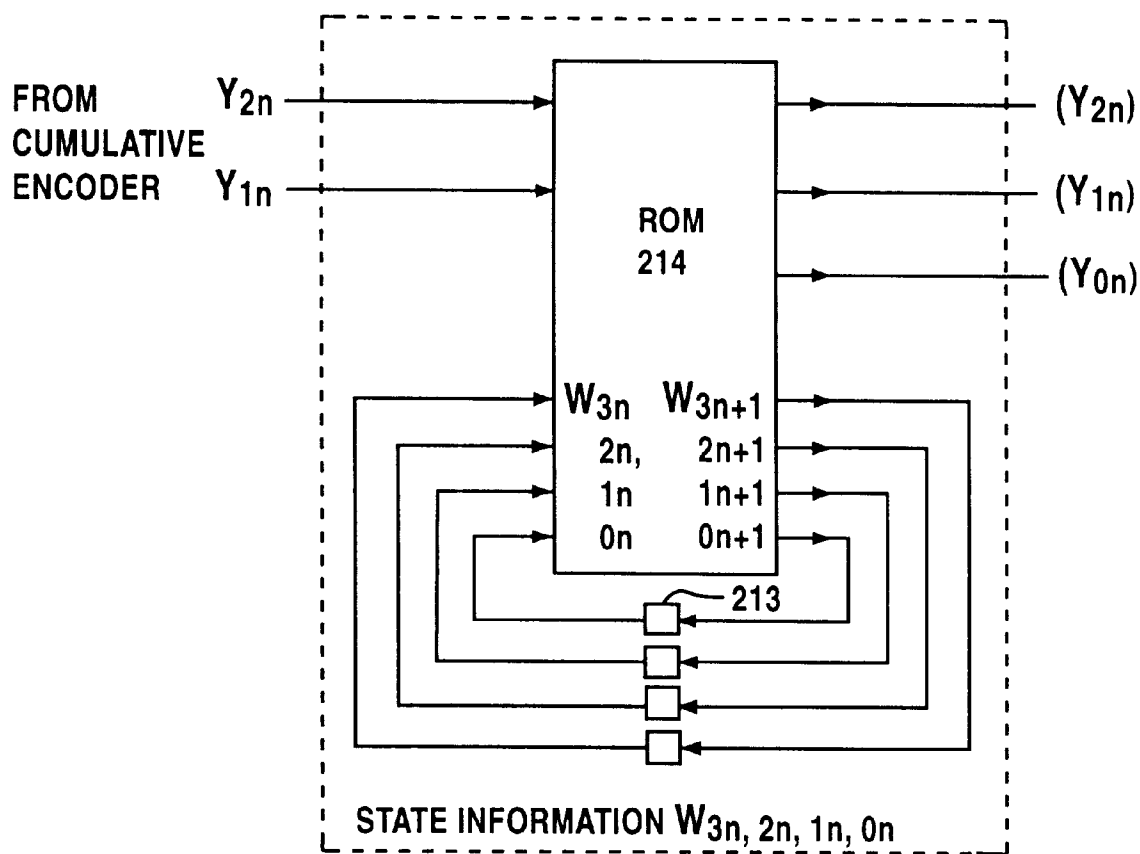 FROM CUMULATIVE ENCODER
Y2n
Y1n
ROM
214
(Y2n)
(Y1n)
(Y0n)
W3n W3n+1
2n, 2n+1
1n 1n+1
0n 0n+1
213
STATE INFORMATION W3n, 2n, 1n, 0n